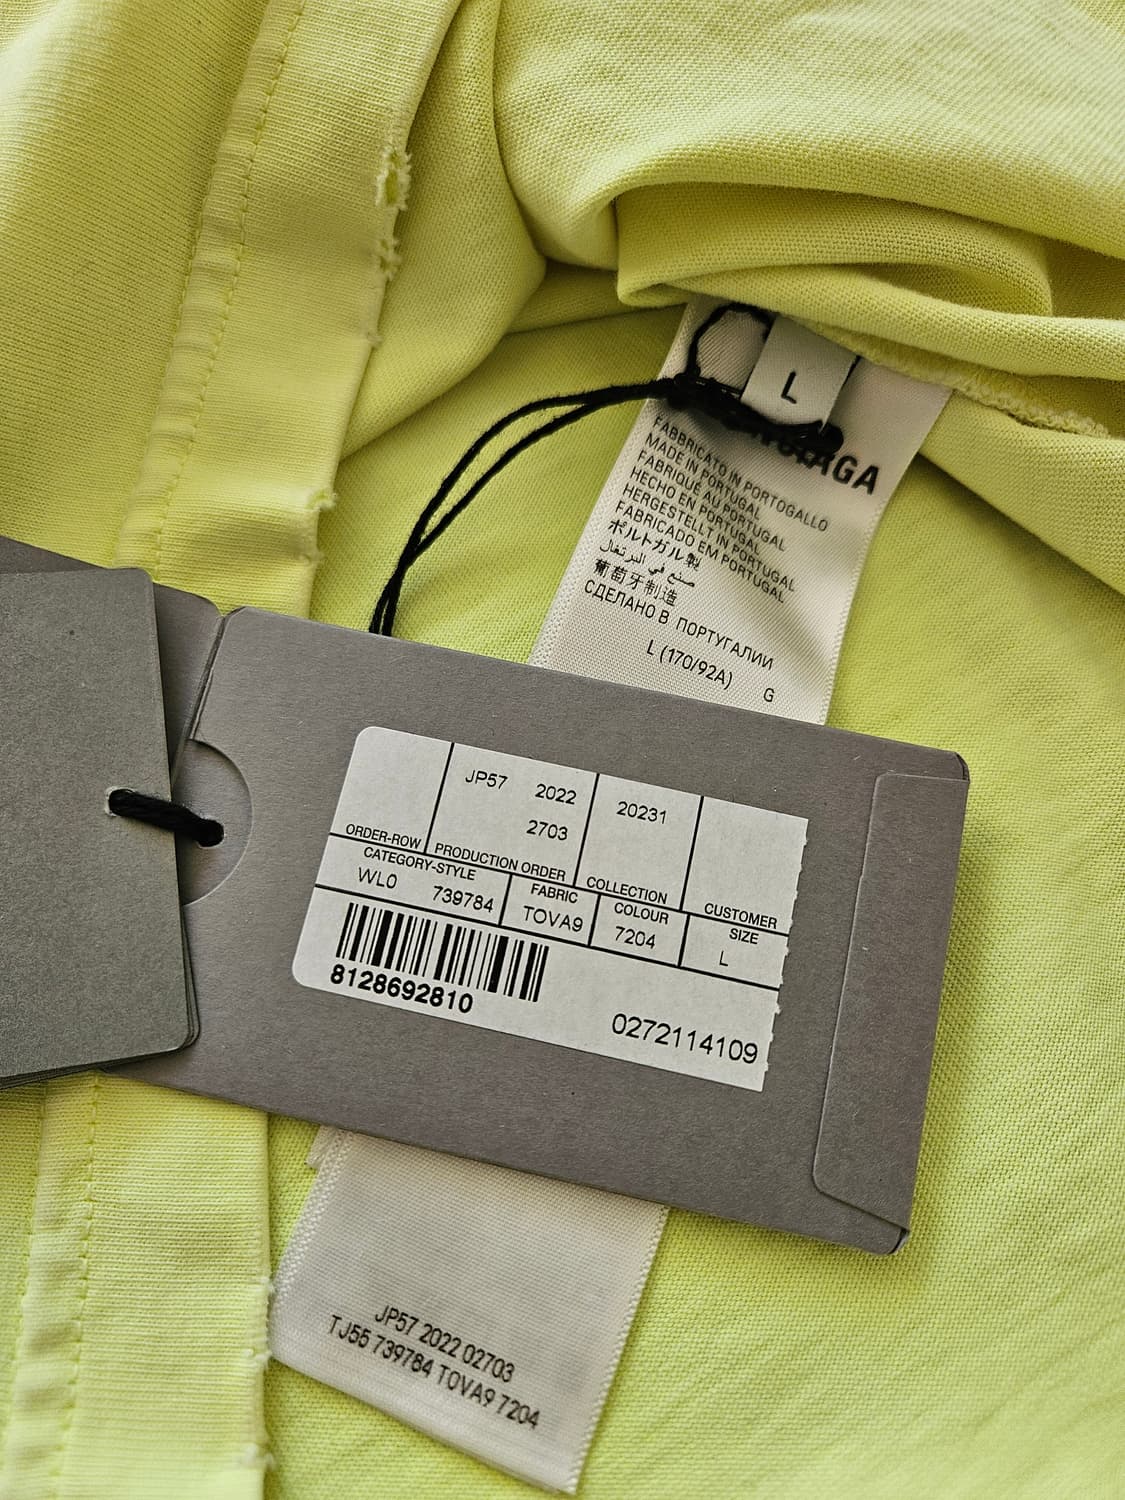 L
FABBRICATO IN PORTOGALLO
MADE IN PORTUGAL
FABRIQUÉ AU PORTUGAL
HECHO EN PORTUGAL
HERGESTELLT IN PORTUGAL
FABRICADO EM PORTUGAL
ポルトガル製
صنع في البرتغال
葡萄牙制造
СДЕЛАНО В ПОРТУГАЛИИ
L (170/92A) G
JP57 2022 20231
2703
ORDER-ROW PRODUCTION ORDER COLLECTION CUSTOMER
CATEGORY-STYLE FABRIC COLOUR SIZE
WL0 739784 TOVA9 7204 L
8128692810
0272114109
JP57 2022 02703
TJ55 739784 TOVA9 7204